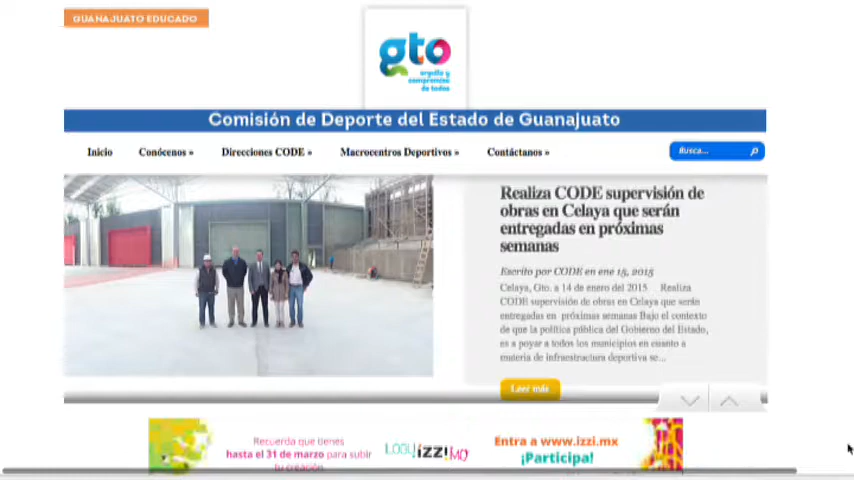 GUANAJUATO EDUCADO
gto
orgullo y
compromiso
de todos
Comisión de Deporte del Estado de Guanajuato
Inicio Conócenos » Direcciones CODE » Macrocentros Deportivos » Contáctanos » Busca...
Realiza CODE supervisión de
obras en Celaya que serán
entregadas en próximas
semanas
Escrito por CODE en ene 15, 2015
Celaya, Gto. a 14 de enero del 2015 Realiza
CODE supervisión de obras en Celaya que serán
entregadas en próximas semanas Bajo el contexto
de que la política pública del Gobierno del Estado,
es a poyar a todos los municipios en cuanto a
materia de infraestructura deportiva se...
Leer más
Recuerda que tienes
hasta el 31 de marzo para subir
tu creación.
LOGUizziMO
Entra a www.izzi.mx
¡Participa!